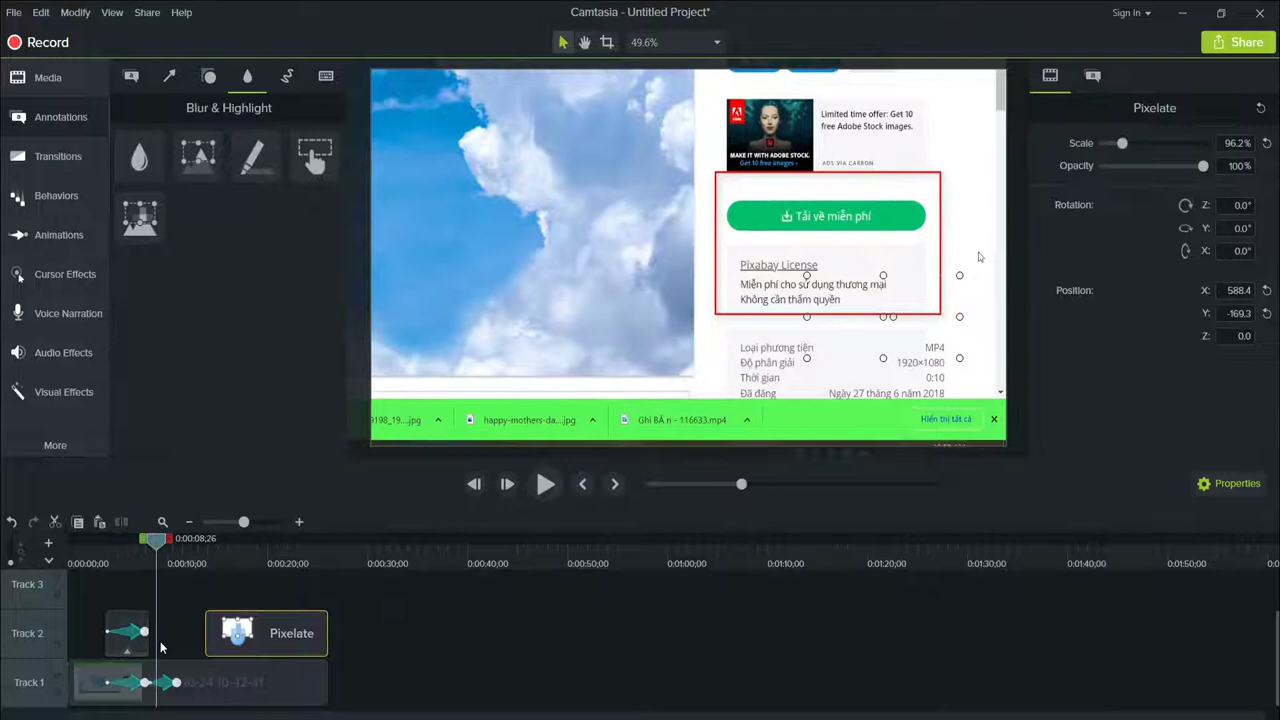 File Edit Modify View Share Help
Camtasia - Untitled Project*
Sign In
Record
49.6%
Share
Media
Annotations
Transitions
Behaviors
Animations
Cursor Effects
Voice Narration
Audio Effects
Visual Effects
More
Blur & Highlight
Limited time offer: Get 10
free Adobe Stock images.
MAKE IT WITH ADOBE STOCK.
Get 10 free images ›
ADS VIA CARBON
Tải về miễn phí
Pixabay License
Miễn phí cho sử dụng thương mại
Không cần thẩm quyền
Loại phương tiện MP4
Độ phân giải 1920×1080
Thời gian 0:10
Đã đăng Ngày 27 tháng 6 năm 2018
9198_19....jpg
happy-mothers-da....jpg
Ghi BÃ n - 116633.mp4
Hiển thị tất cả
Pixelate
Scale 96.2%
Opacity 100%
Rotation: Z: 0.0°
Y: 0.0°
X: 0.0°
Position: X: 588.4
Y: -169.3
Z: 0.0
Properties
0:00:08;26
0:00:00;00 0:00:10;00 0:00:20;00 0:00:30;00 0:00:40;00 0:00:50;00 0:01:00;00 0:01:10;00 0:01:20;00 0:01:30;00 0:01:40;00 0:01:50;00
Track 3
Track 2
Pixelate
Track 1